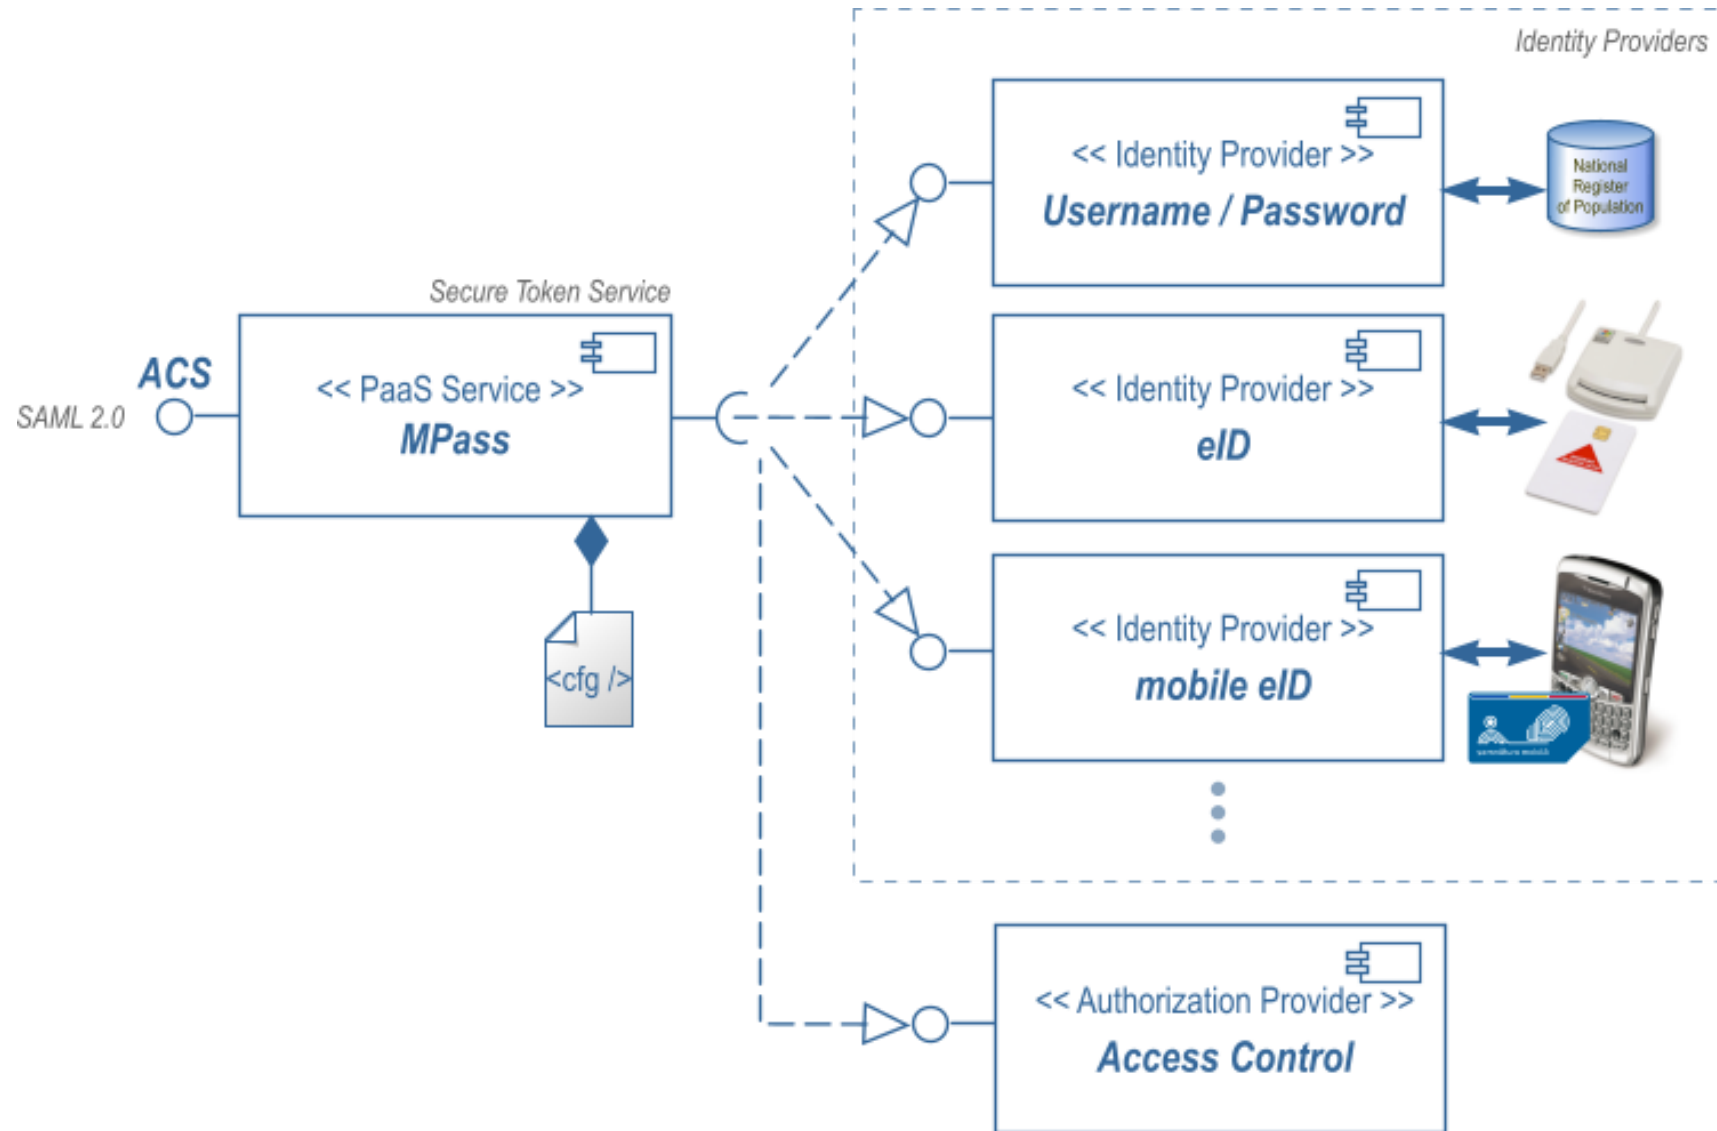 Identity Providers
<< Identity Provider >>
Username / Password
National
Register
of Population
Secure Token Service
ACS
SAML 2.0
<< PaaS Service >>
MPass
<< Identity Provider >>
eID
<cfg />
<< Identity Provider >>
mobile eID
<< Authorization Provider >>
Access Control